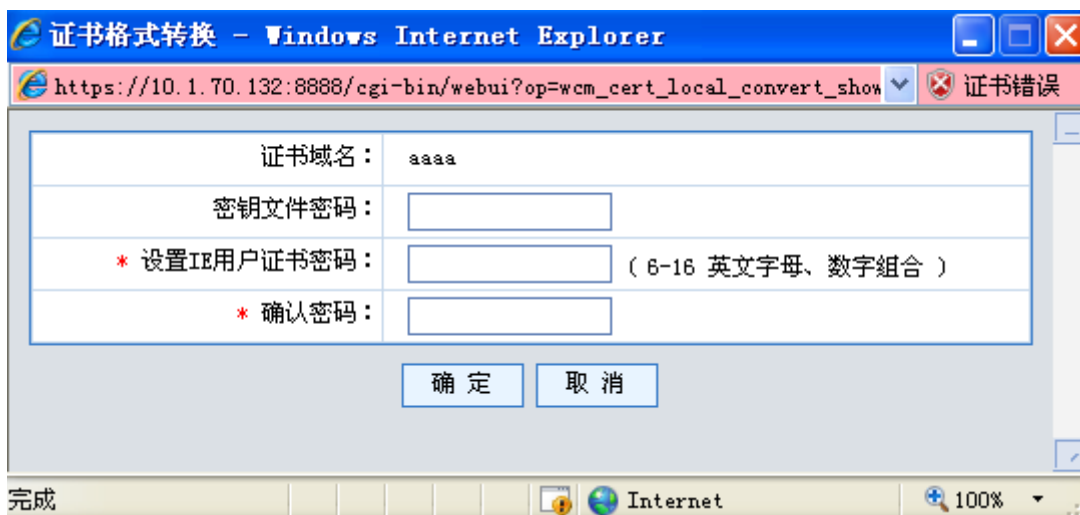 证书格式转换 - Windows Internet Explorer
https://10.1.70.132:8888/cgi-bin/webui?op=wcm_cert_local_convert_show 证书错误
证书域名： aaaa
密钥文件密码：
* 设置IE用户证书密码： （ 6-16 英文字母、数字组合 ）
* 确认密码：
确 定 取 消
完成 Internet 100%